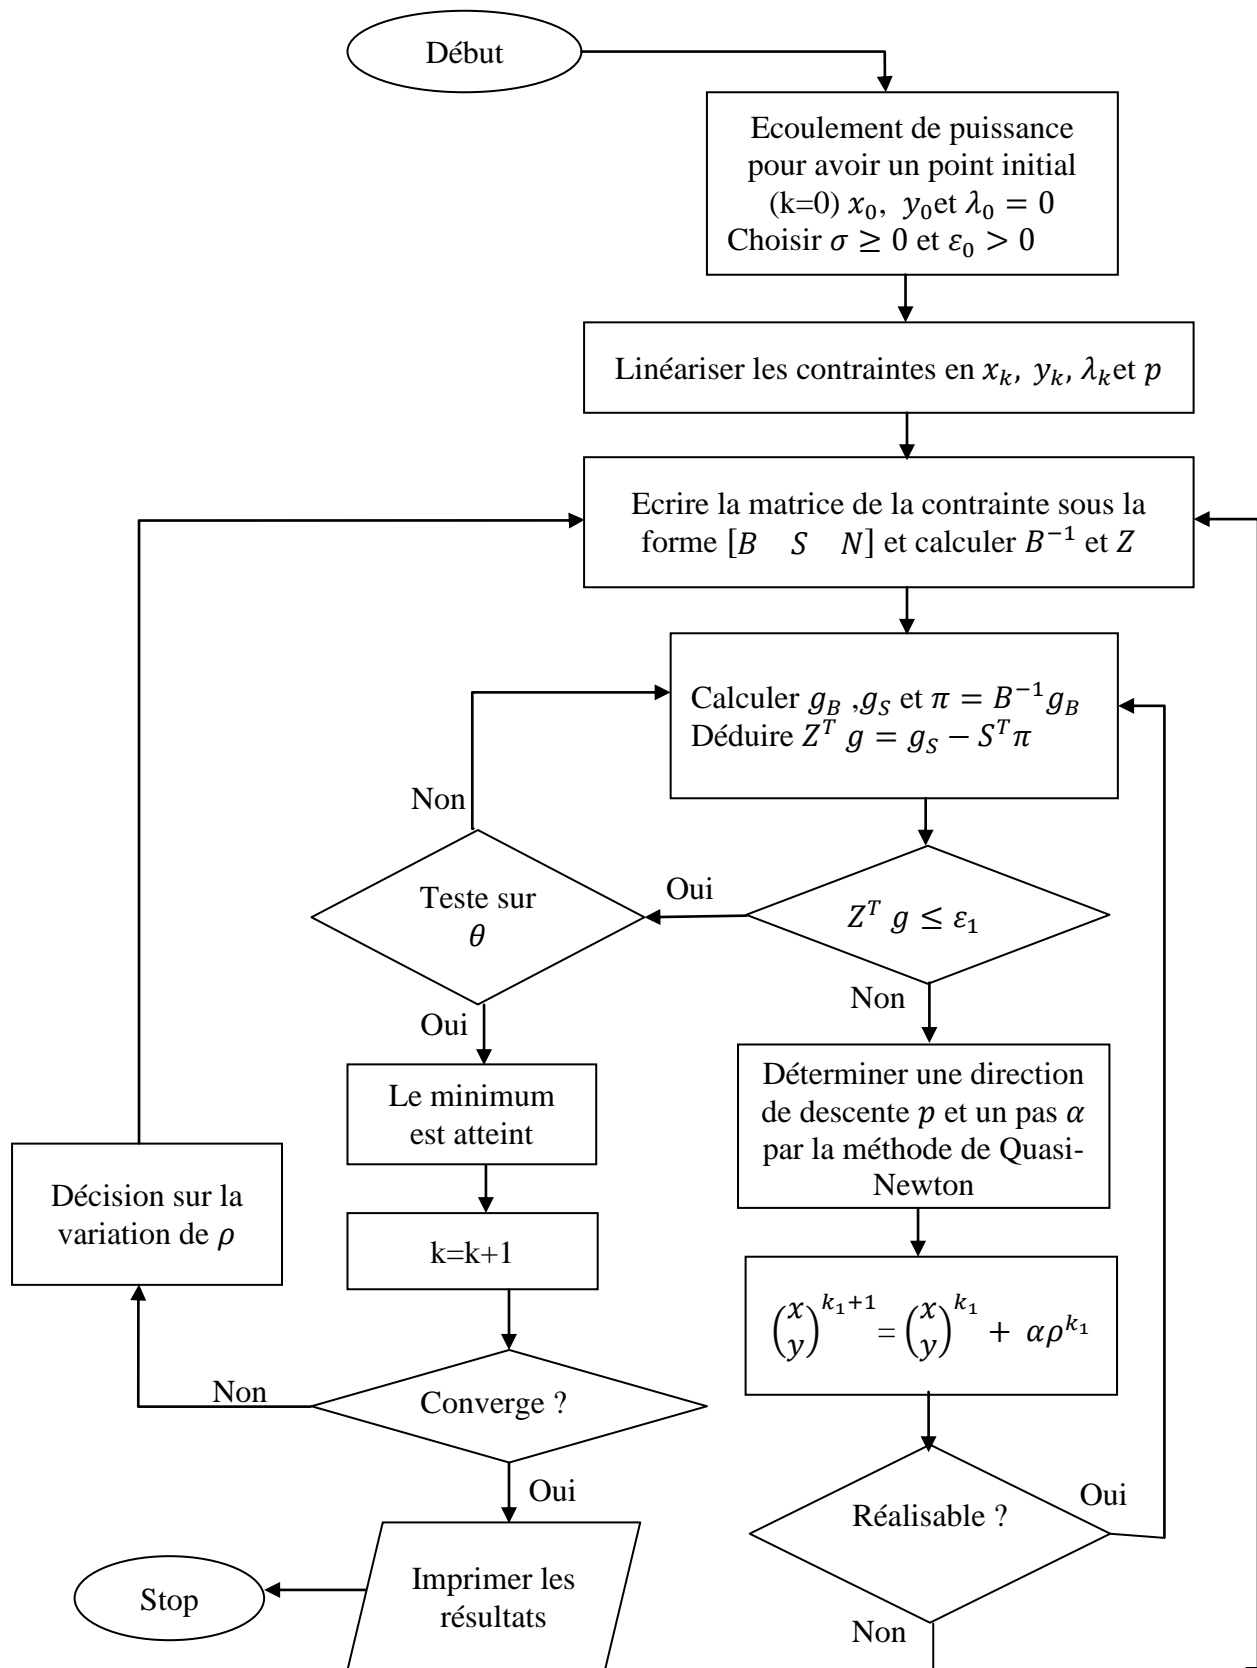 Début
Ecoulement de puissance
pour avoir un point initial
(k=0) x₀, y₀et λ₀ = 0
Choisir σ ≥ 0 et ε₀ > 0
Linéariser les contraintes en xₖ, yₖ, λₖet p
Ecrire la matrice de la contrainte sous la
forme [B S N] et calculer B⁻¹ et Z
Calculer g_B ,g_S et π = B⁻¹g_B
Déduire Zᵀ g = g_S − Sᵀπ
Non
Teste sur
θ
Oui
Zᵀ g ≤ ε₁
Non
Oui
Déterminer une direction
de descente p et un pas α
par la méthode de Quasi-
Newton
Le minimum
est atteint
Décision sur la
variation de ρ
k=k+1
(x y)^{k₁+1} = (x y)^{k₁} + αρ^{k₁}
Non
Converge ?
Oui
Réalisable ?
Oui
Imprimer les
résultats
Stop
Non